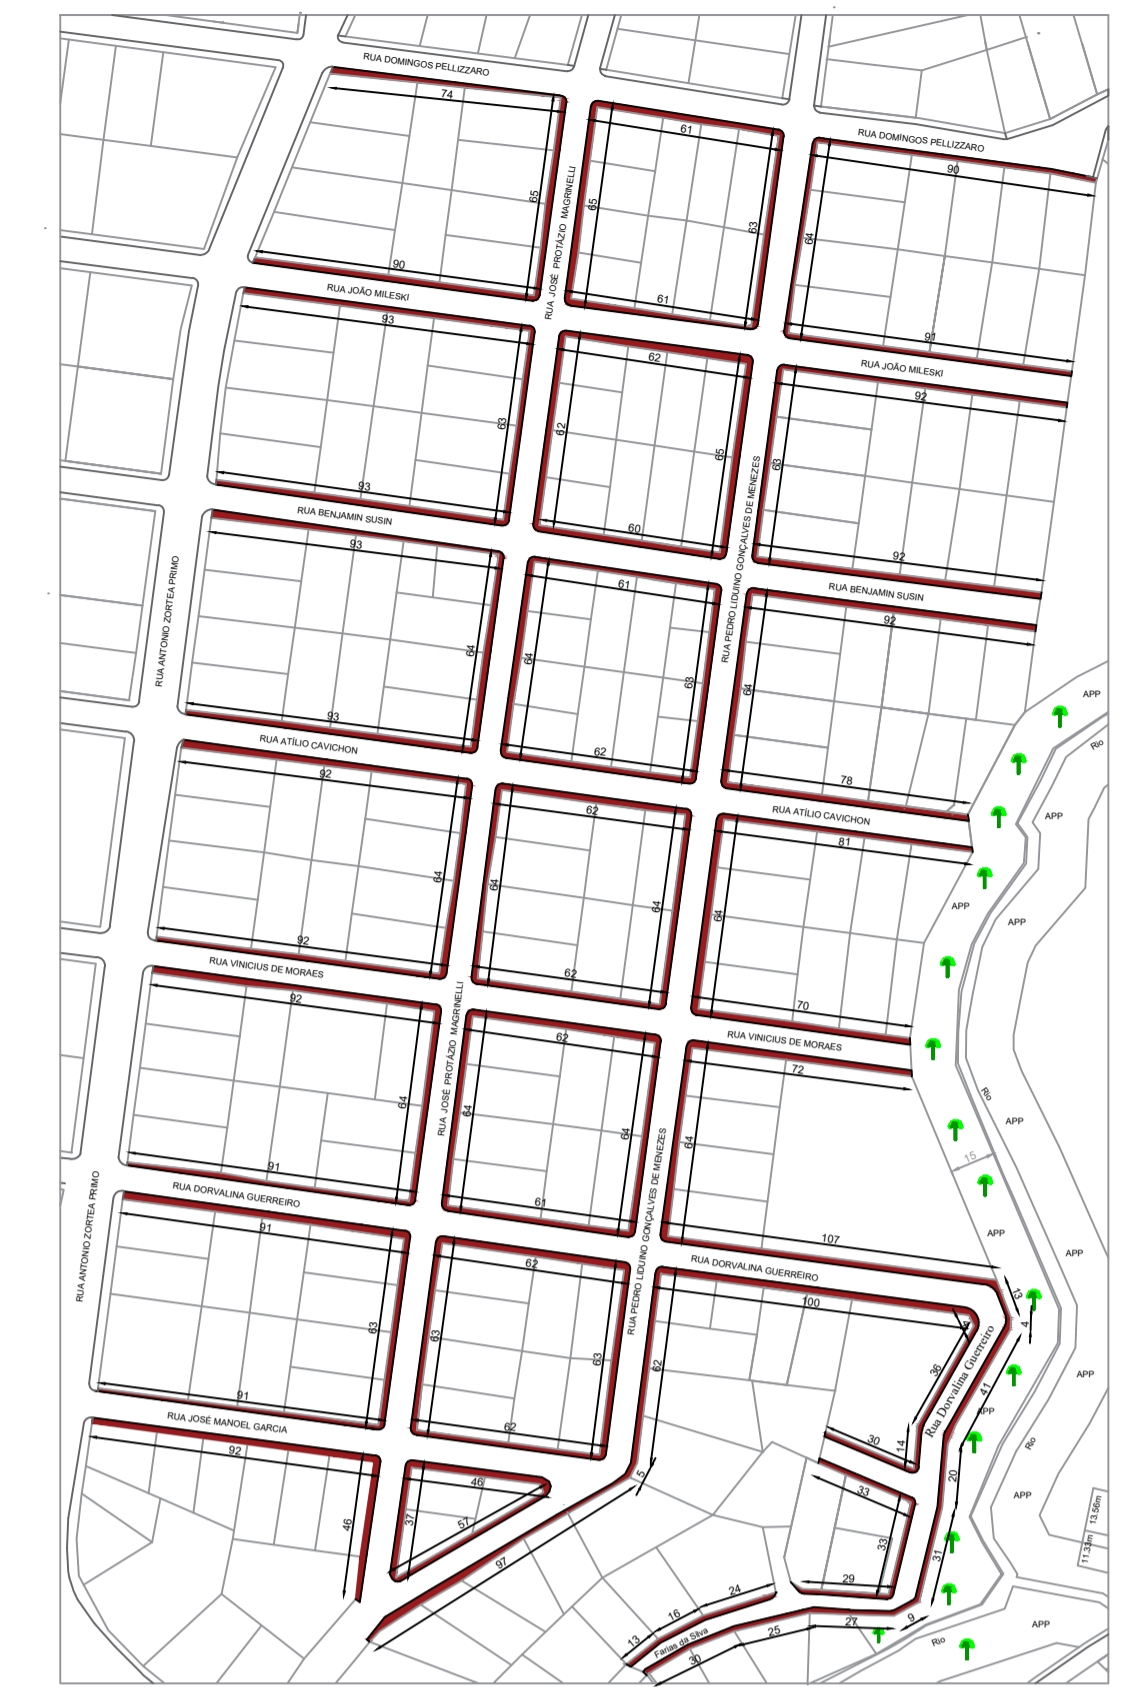 RUA DOMINGOS PELLIZZARO
74
RUA DOMINGOS PELLIZZARO
61
90
65
RUA JOSÉ PROTÁZIO MAGRINELLI
65
63
64
90
61
91
RUA JOÃO MILESKI
93
62
RUA JOÃO MILESKI
92
63
62
65
63
RUA PEDRO LIDUINO GONÇALVES DE MENEZES
93
60
92
RUA BENJAMIN SUSIN
93
61
RUA BENJAMIN SUSIN
92
RUA ANTONIO ZORTEA PRIMO
64
64
63
64
APP
Rio
93
62
78
RUA ATÍLIO CAVICHON
92
62
RUA ATÍLIO CAVICHON
81
APP
64
64
64
64
APP
APP
92
62
70
RUA VINICIUS DE MORAES
92
62
RUA VINICIUS DE MORAES
72
RUA JOSÉ PROTÁZIO MAGRINELLI
64
64
64
64
Rio
APP
15
RUA PEDRO LIDUINO GONÇALVES DE MENEZES
91
61
107
APP
APP
RUA ANTONIO ZORTEA PRIMO
RUA DORVALINA GUERREIRO
91
62
RUA DORVALINA GUERREIRO
100
13
4
63
63
63
62
36
Rua Dorvalina Guerreiro
41
APP
APP
91
62
RUA JOSÉ MANOEL GARCIA
92
30
14
Rio
20
5
46
33
APP
13.56m
11.33m
46
37
57
33
31
97
29
24
16
13
Farias da Silva
30
25
27
9
APP
Rio